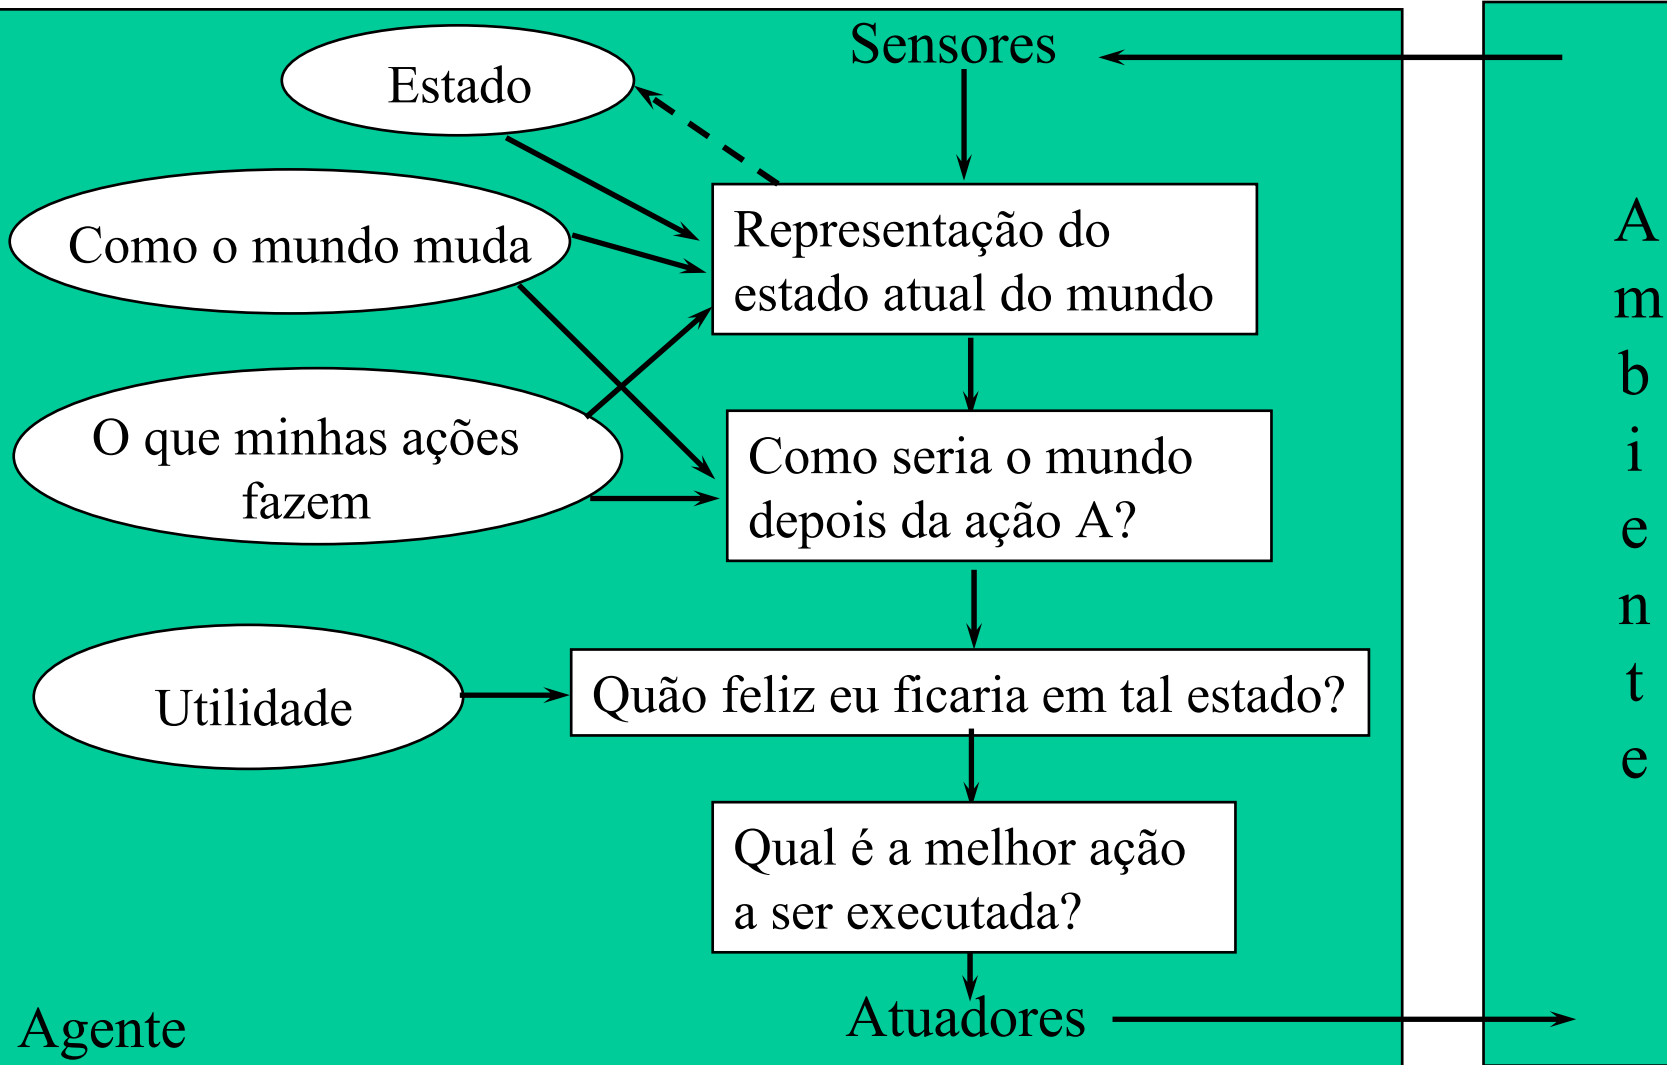 Sensores
Estado
Representação do
estado atual do mundo
Como o mundo muda
O que minhas ações
fazem
Como seria o mundo
depois da ação A?
Utilidade
Quão feliz eu ficaria em tal estado?
Qual é a melhor ação
a ser executada?
Atuadores
Agente
A
m
b
i
e
n
t
e